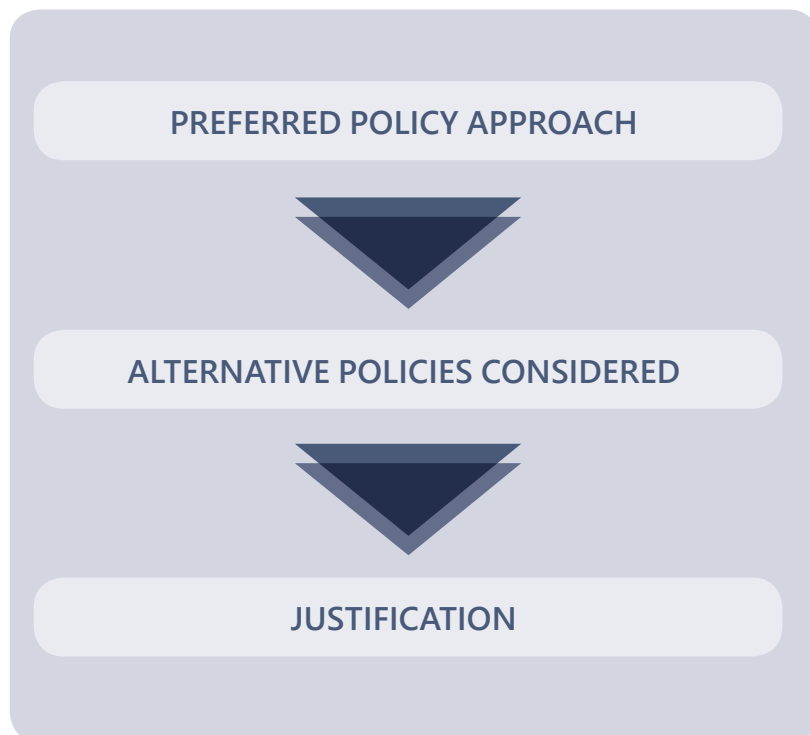 PREFERRED POLICY APPROACH
ALTERNATIVE POLICIES CONSIDERED
JUSTIFICATION